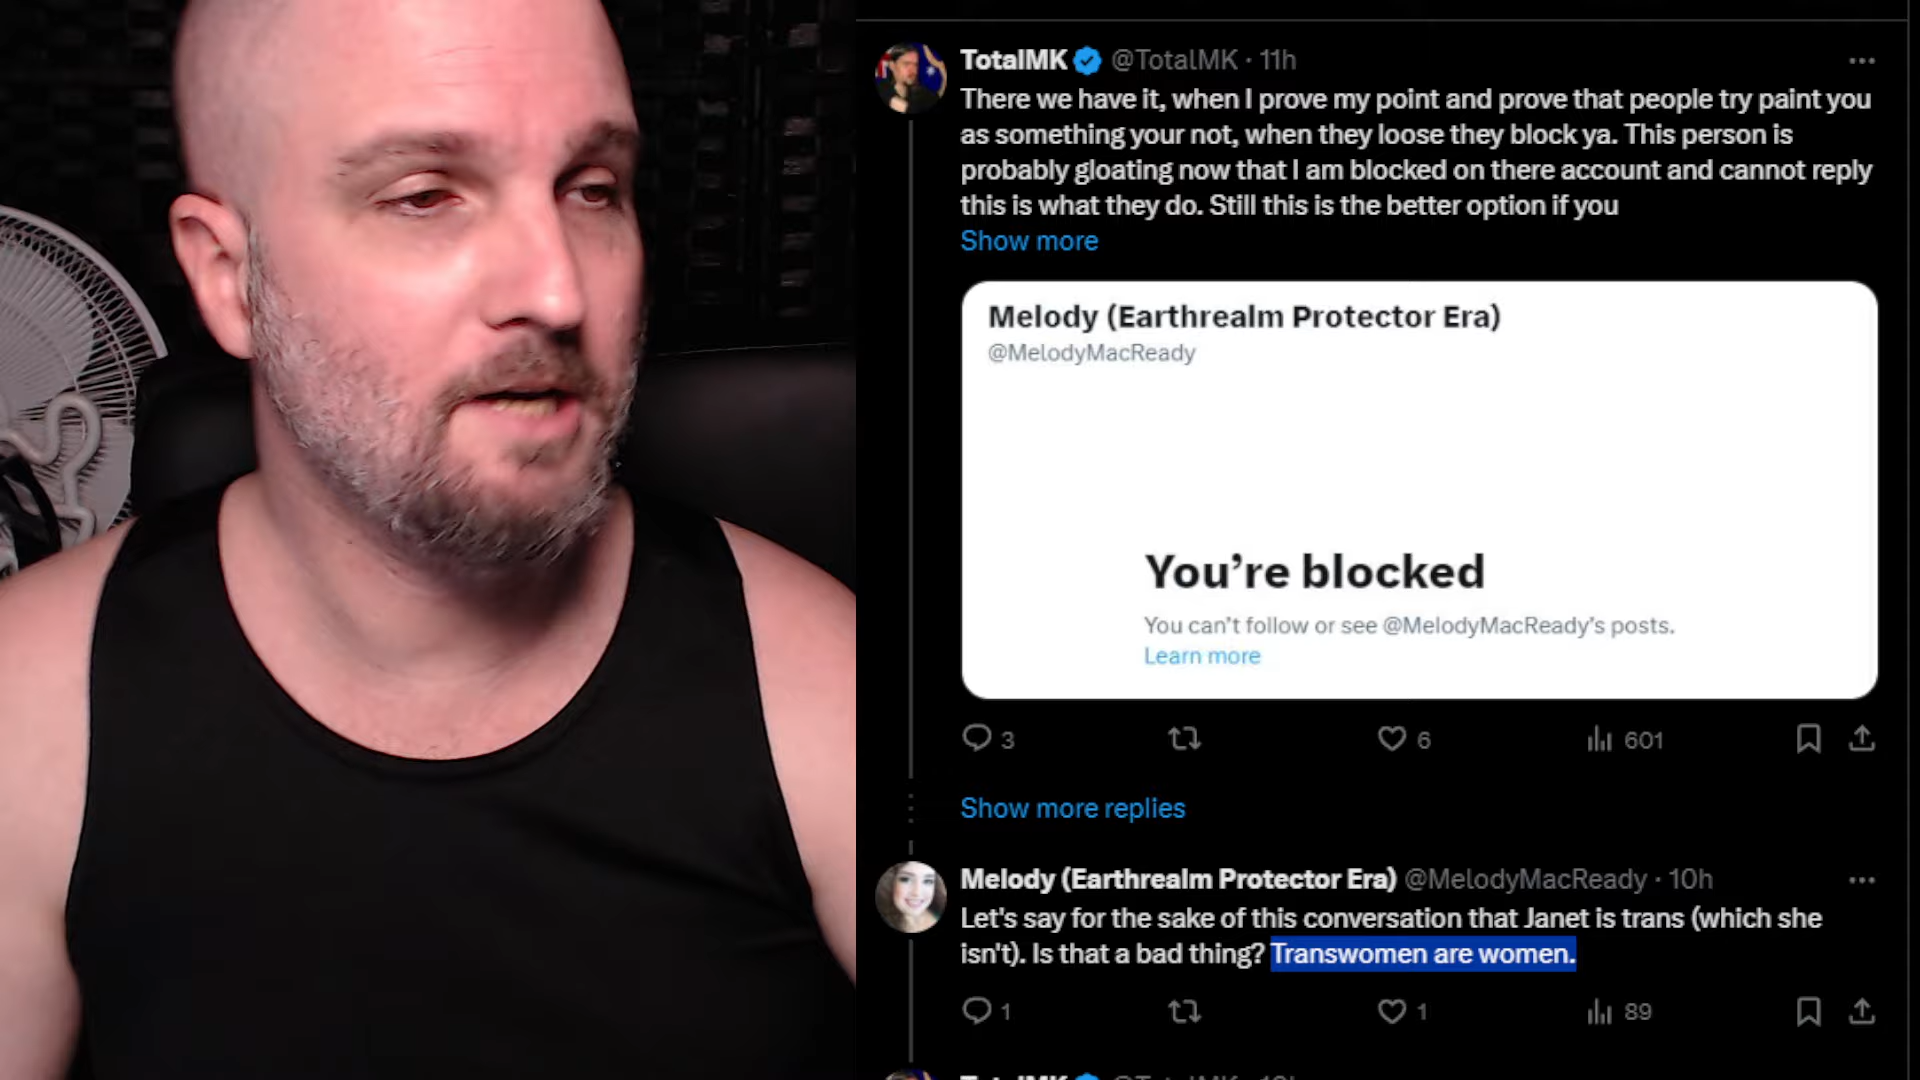 TotalMK @TotalMK · 11h
There we have it, when I prove my point and prove that people try paint you
as something your not, when they loose they block ya. This person is
probably gloating now that I am blocked on there account and cannot reply
this is what they do. Still this is the better option if you
Show more
Melody (Earthrealm Protector Era)
@MelodyMacReady
You're blocked
You can't follow or see @MelodyMacReady's posts.
Learn more
3 6 601
Show more replies
Melody (Earthrealm Protector Era) @MelodyMacReady · 10h
Let's say for the sake of this conversation that Janet is trans (which she
isn't). Is that a bad thing? Transwomen are women.
1 1 89